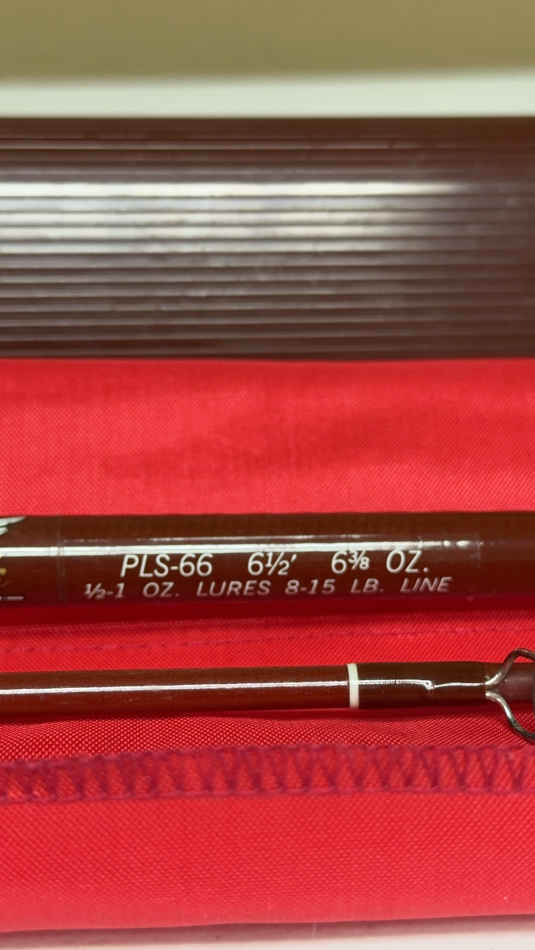 PLS-66 6½' 6⅜ OZ.
½-1 OZ. LURES 8-15 LB. LINE